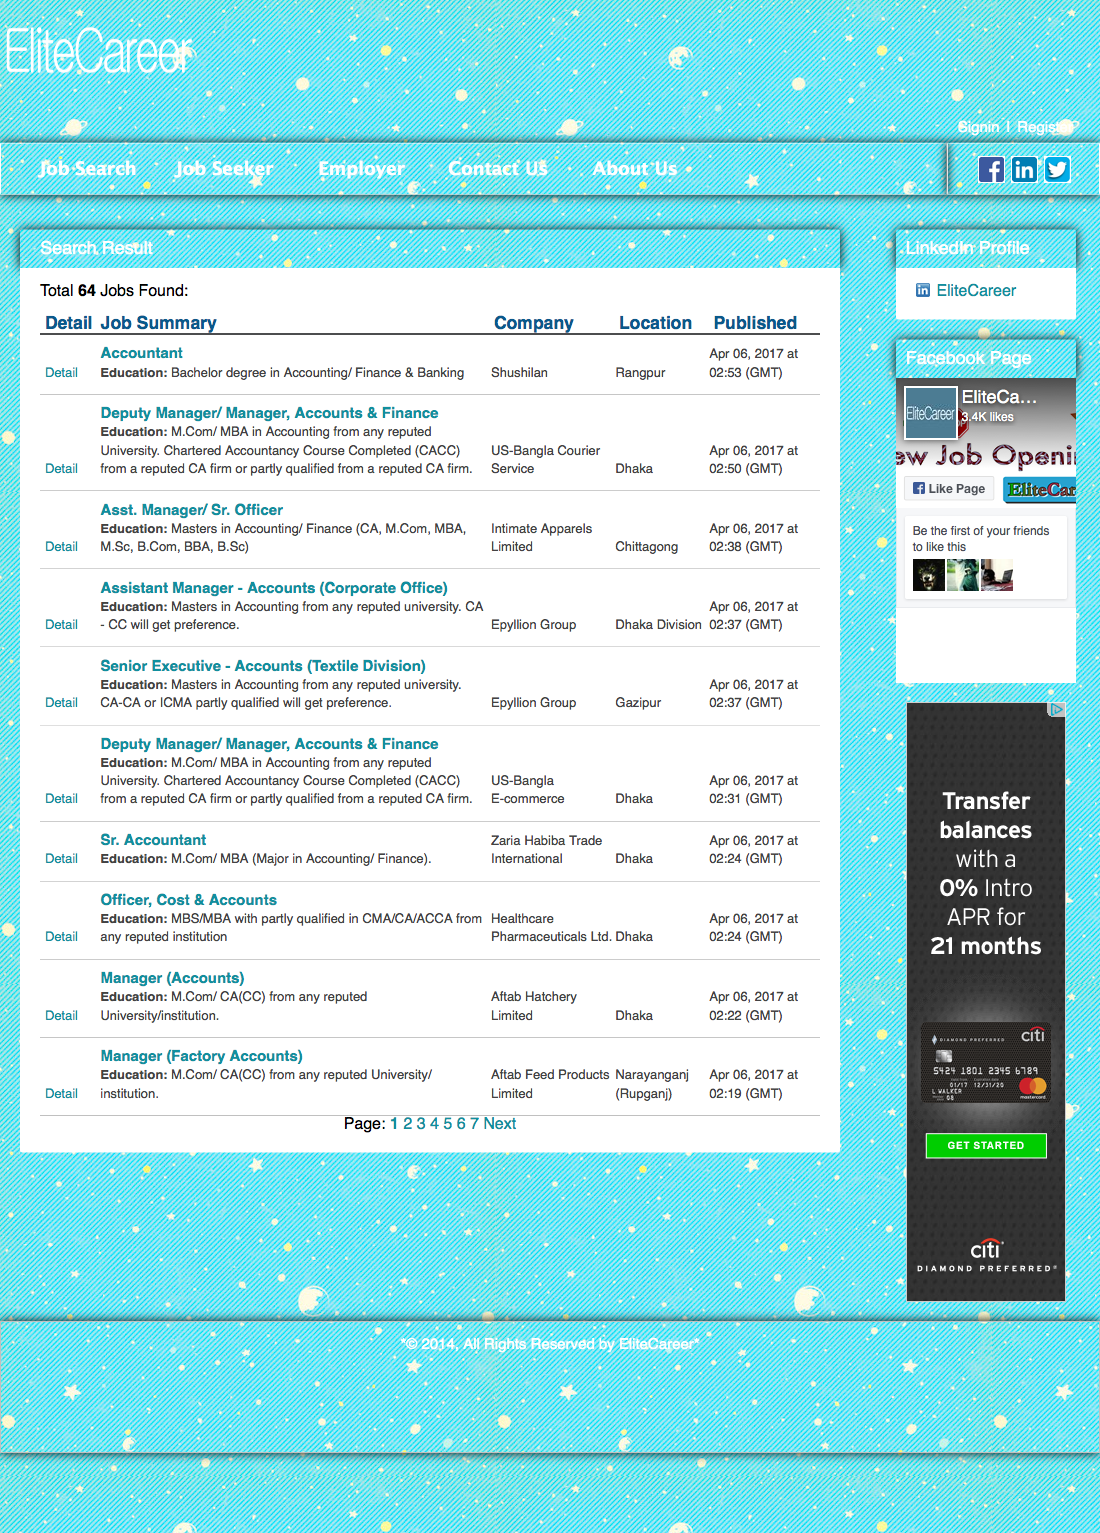 EliteCareer
Signin | Register
Job Search Job Seeker Employer Contact US About Us
Search Result
Total 64 Jobs Found:
Detail Job Summary Company Location Published
Accountant
Education: Bachelor degree in Accounting/ Finance & Banking
Detail
Shushilan
Rangpur
Apr 06, 2017 at
02:53 (GMT)
Deputy Manager/ Manager, Accounts & Finance
Education: M.Com/ MBA in Accounting from any reputed
University. Chartered Accountancy Course Completed (CACC)
from a reputed CA firm or partly qualified from a reputed CA firm.
Detail
US-Bangla Courier
Service
Dhaka
Apr 06, 2017 at
02:50 (GMT)
Asst. Manager/ Sr. Officer
Education: Masters in Accounting/ Finance (CA, M.Com, MBA,
M.Sc, B.Com, BBA, B.Sc)
Detail
Intimate Apparels
Limited
Chittagong
Apr 06, 2017 at
02:38 (GMT)
Assistant Manager - Accounts (Corporate Office)
Education: Masters in Accounting from any reputed university. CA
- CC will get preference.
Detail
Epyllion Group
Dhaka Division
Apr 06, 2017 at
02:37 (GMT)
Senior Executive - Accounts (Textile Division)
Education: Masters in Accounting from any reputed university.
CA-CA or ICMA partly qualified will get preference.
Detail
Epyllion Group
Gazipur
Apr 06, 2017 at
02:37 (GMT)
Deputy Manager/ Manager, Accounts & Finance
Education: M.Com/ MBA in Accounting from any reputed
University. Chartered Accountancy Course Completed (CACC)
from a reputed CA firm or partly qualified from a reputed CA firm.
Detail
US-Bangla
E-commerce
Dhaka
Apr 06, 2017 at
02:31 (GMT)
Sr. Accountant
Education: M.Com/ MBA (Major in Accounting/ Finance).
Detail
Zaria Habiba Trade
International
Dhaka
Apr 06, 2017 at
02:24 (GMT)
Officer, Cost & Accounts
Education: MBS/MBA with partly qualified in CMA/CA/ACCA from
any reputed institution
Detail
Healthcare
Pharmaceuticals Ltd.
Dhaka
Apr 06, 2017 at
02:24 (GMT)
Manager (Accounts)
Education: M.Com/ CA(CC) from any reputed
University/institution.
Detail
Aftab Hatchery
Limited
Dhaka
Apr 06, 2017 at
02:22 (GMT)
Manager (Factory Accounts)
Education: M.Com/ CA(CC) from any reputed University/
institution.
Detail
Aftab Feed Products
Limited
Narayanganj
(Rupganj)
Apr 06, 2017 at
02:19 (GMT)
Page: 1 2 3 4 5 6 7 Next
LinkedIn Profile
EliteCareer
Facebook Page
EliteCareer
EliteCa...
3.4K likes
ew Job Openi
Like Page
EliteCar
Be the first of your friends
to like this
Transfer
balances
with a
0% Intro
APR for
21 months
citi
DIAMOND PREFERRED
5424 1801 2345 6789
01/17 12/31/20
L WALKER
08
mastercard
GET STARTED
citi
DIAMOND PREFERRED®
*© 2014, All Rights Reserved by EliteCareer*